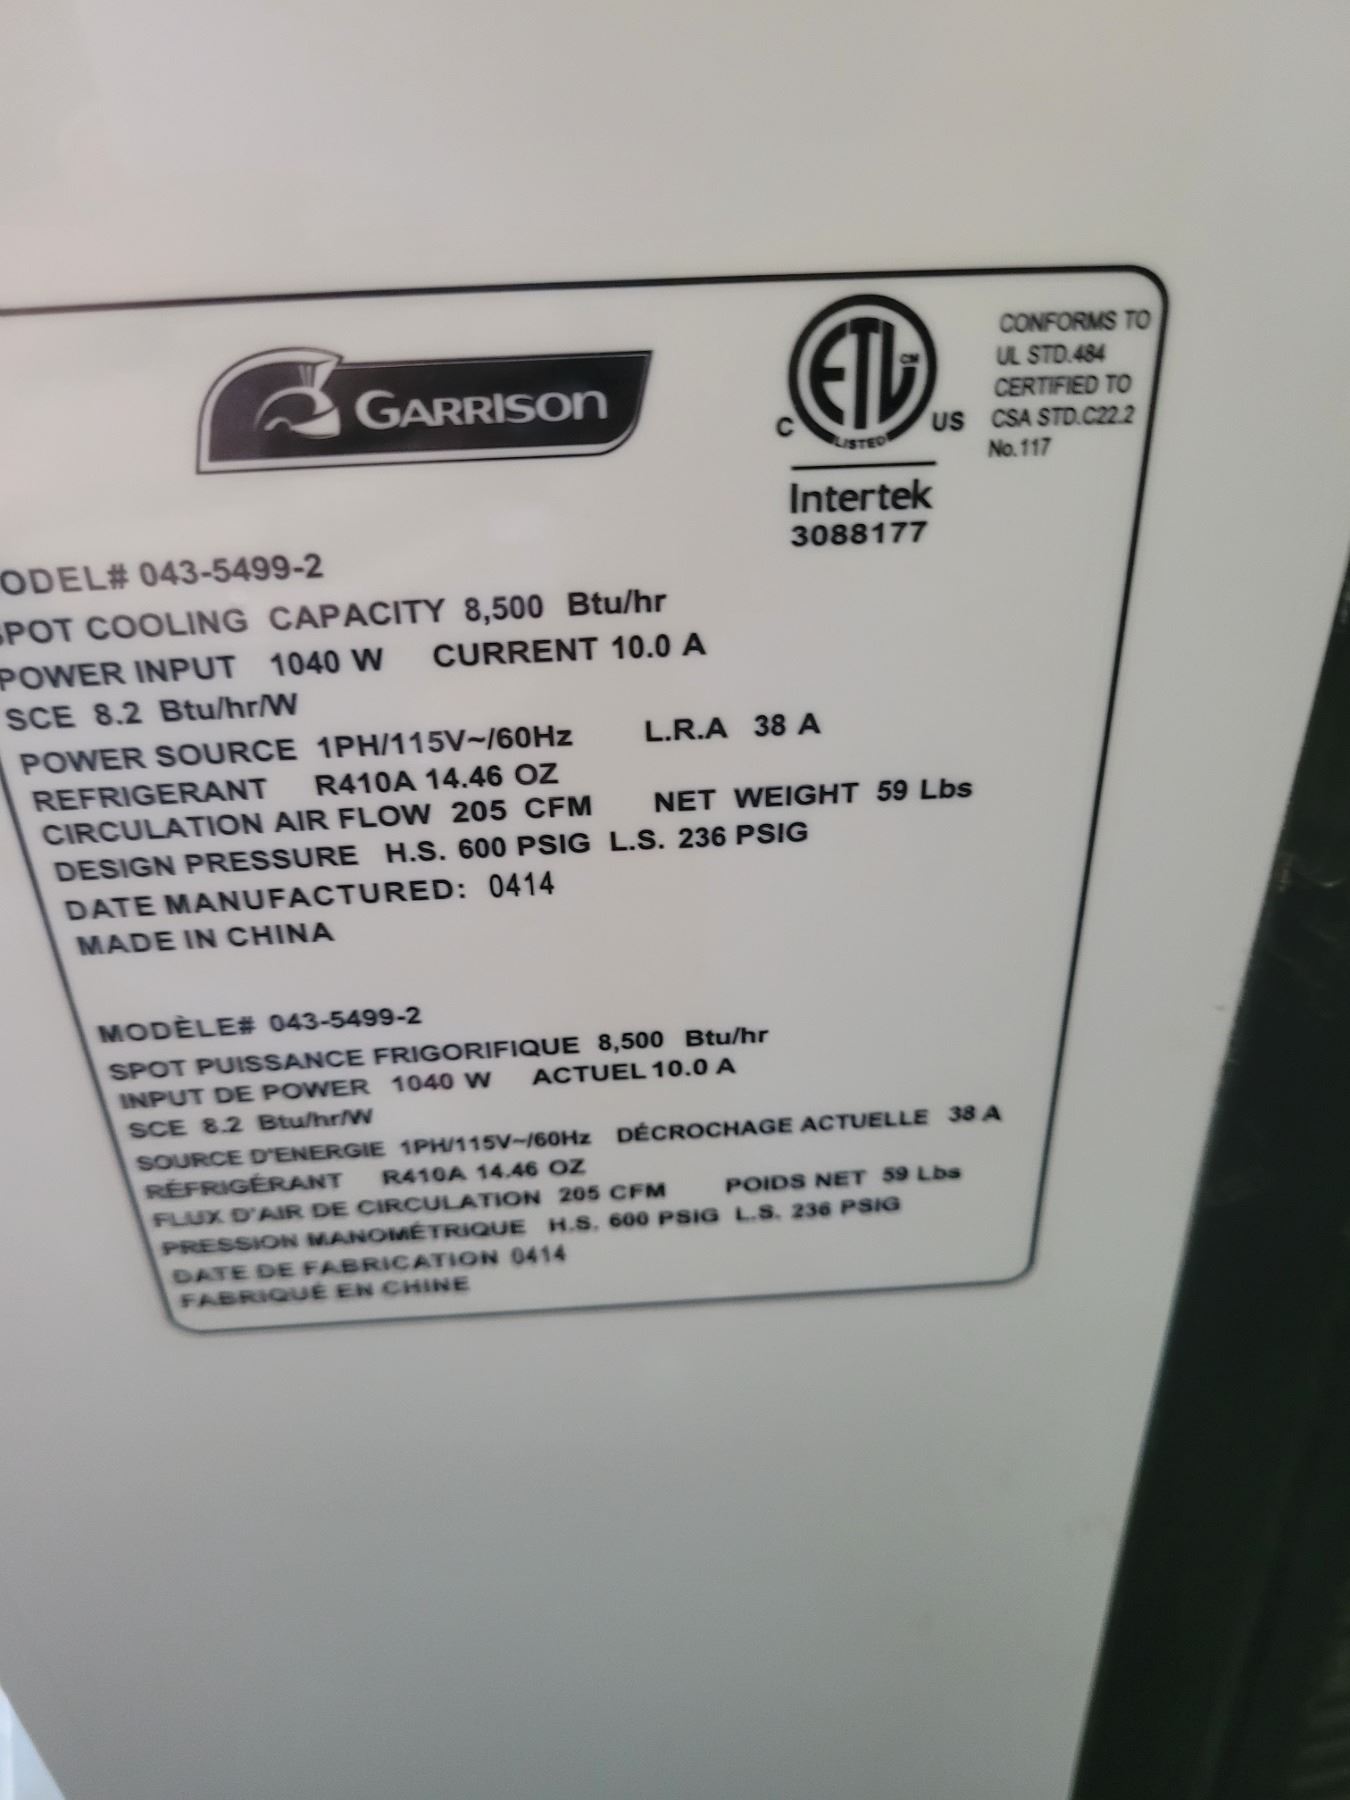 GARRISON
C ETL CM LISTED US
CONFORMS TO
UL STD.484
CERTIFIED TO
CSA STD.C22.2
No.117
Intertek
3088177
ODEL# 043-5499-2
SPOT COOLING CAPACITY 8,500 Btu/hr
POWER INPUT 1040 W CURRENT 10.0 A
SCE 8.2 Btu/hr/W
POWER SOURCE 1PH/115V~/60Hz L.R.A 38 A
REFRIGERANT R410A 14.46 OZ
CIRCULATION AIR FLOW 205 CFM NET WEIGHT 59 Lbs
DESIGN PRESSURE H.S. 600 PSIG L.S. 236 PSIG
DATE MANUFACTURED: 0414
MADE IN CHINA
MODÈLE# 043-5499-2
SPOT PUISSANCE FRIGORIFIQUE 8,500 Btu/hr
INPUT DE POWER 1040 W ACTUEL 10.0 A
SCE 8.2 Btu/hr/W
SOURCE D'ENERGIE 1PH/115V~/60Hz DÉCROCHAGE ACTUELLE 38 A
RÉFRIGÉRANT R410A 14.46 OZ
FLUX D'AIR DE CIRCULATION 205 CFM POIDS NET 59 Lbs
PRESSION MANOMÉTRIQUE H.S. 600 PSIG L.S. 236 PSIG
DATE DE FABRICATION 0414
FABRIQUÉ EN CHINE